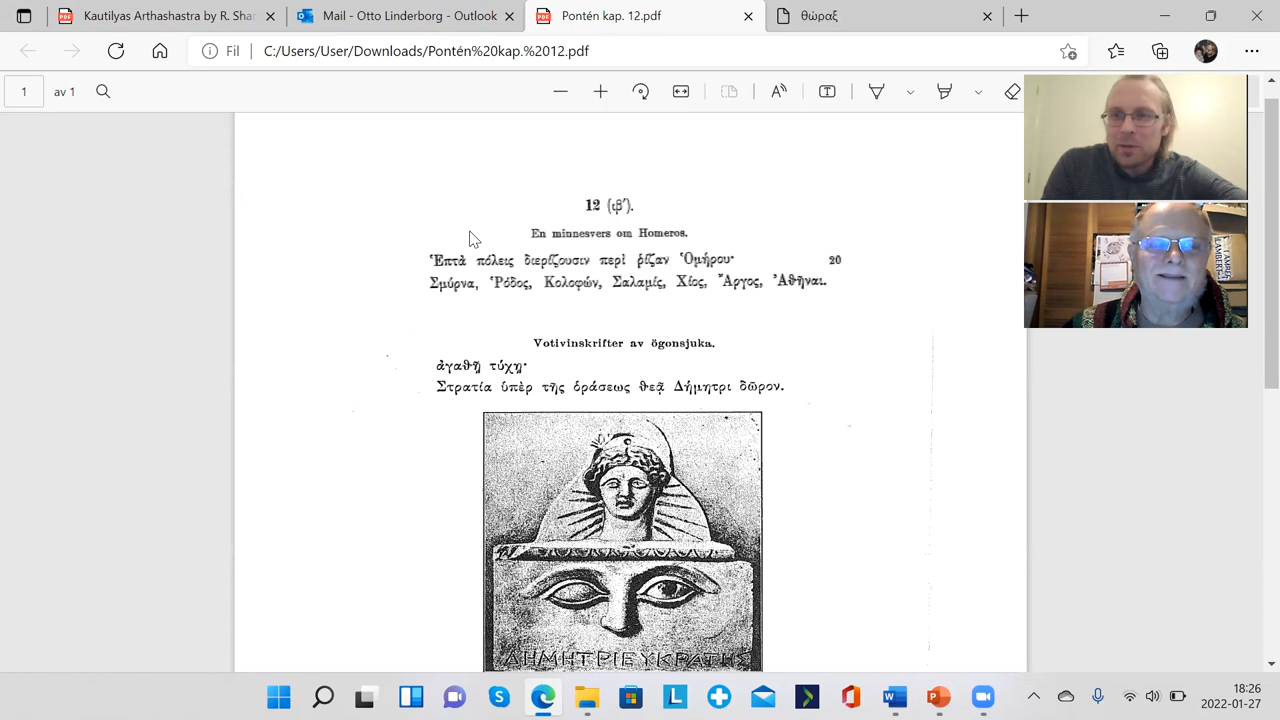 Kautilyas Arthashastra by R. Shar
Mail - Otto Linderborg - Outlook
Pontén kap. 12.pdf
θώραξ
Fil
C:/Users/User/Downloads/Pontén%20kap.%2012.pdf
1
av 1
12 (ιβ′).
En minnesvers om Homeros.
Ἑπτὰ πόλεις διερίζουσιν περὶ ῥίζαν Ὁμήρου· 20
Σμύρνα, Ῥόδος, Κολοφών, Σαλαμίς, Χίος, Ἄργος, Ἀθῆναι.
Votivinskrifter av ögonsjuka.
ἀγαθῇ τύχῃ·
Στρατία ὑπὲρ τῆς ὁράσεως θεᾷ Δήμητρι δῶρον.
ΔΗΜΗΤΡΙΕΥΚΡΑΤΗΣ
18:26
2022-01-27